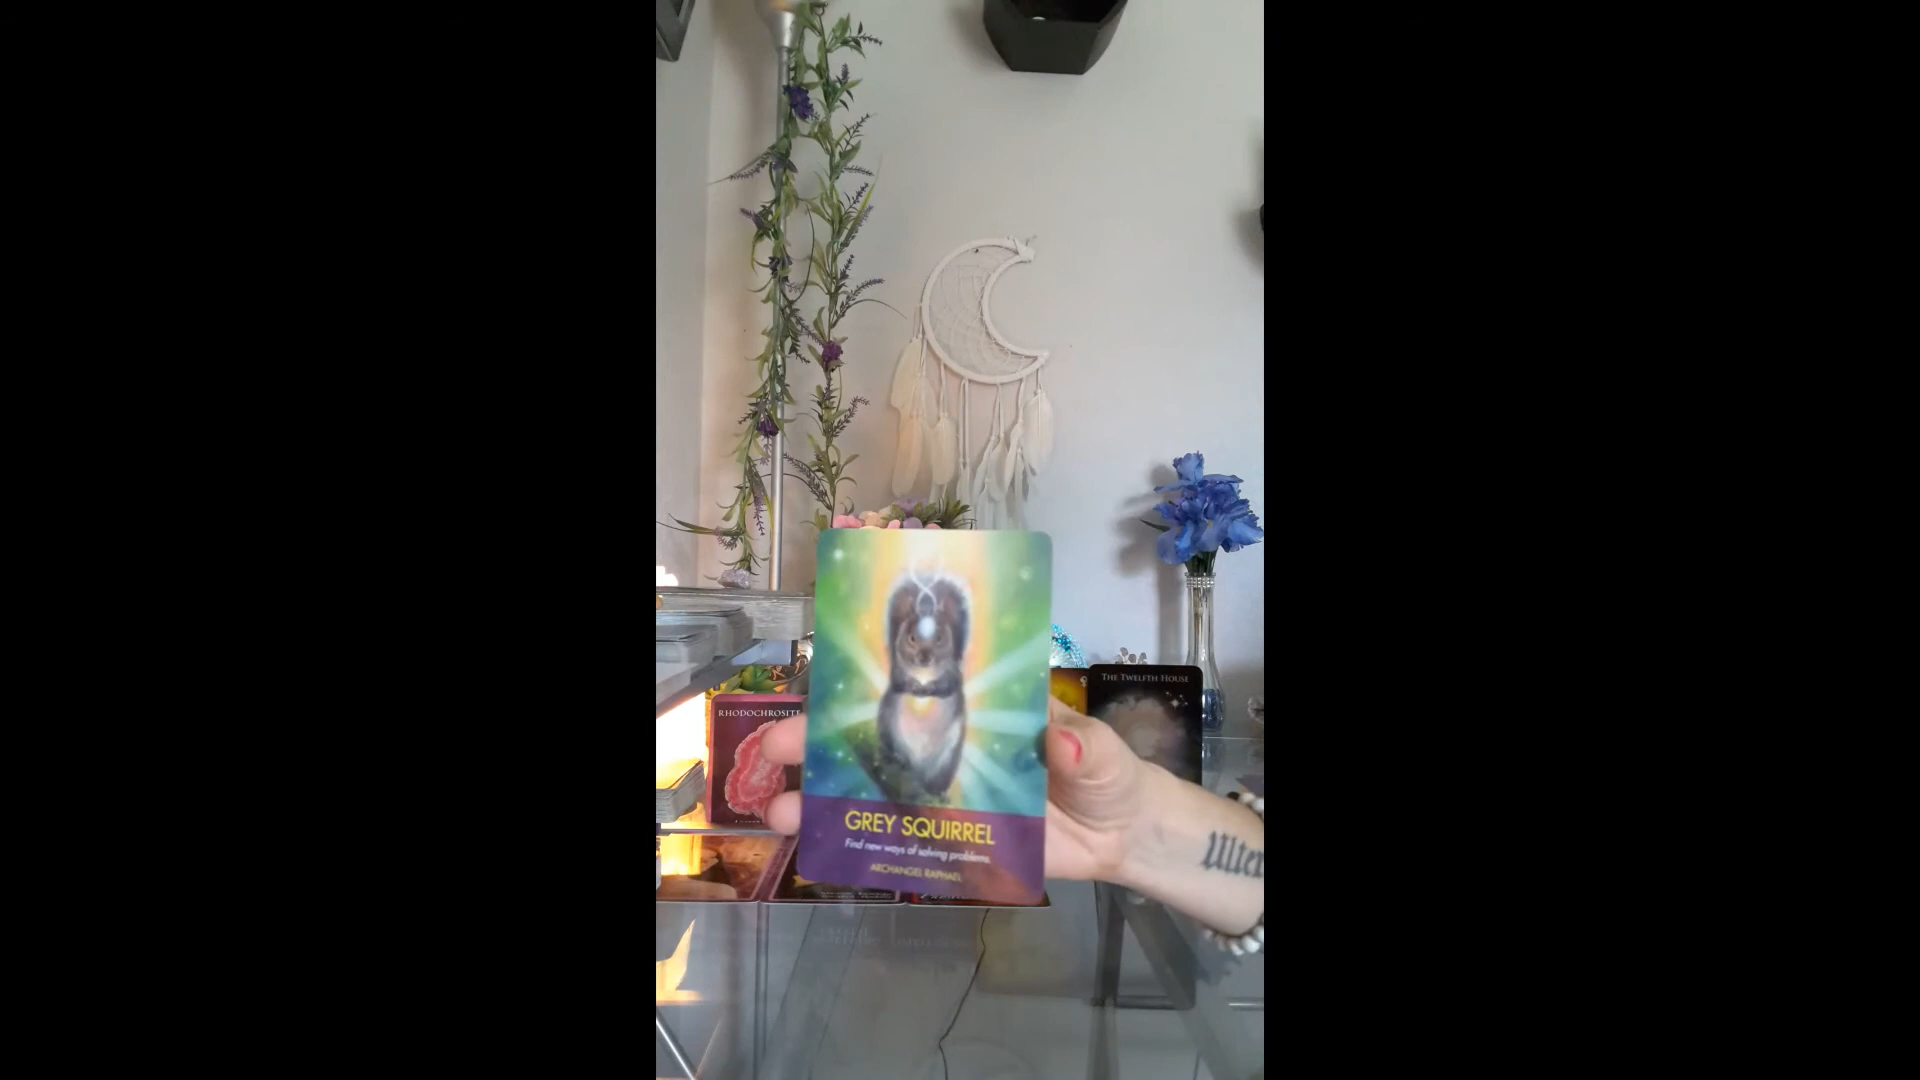 THE TWELFTH HOUSE
RHODOCHROSITE
GREY SQUIRREL
Find new ways of solving problems.
ARCHANGEL RAPHAEL